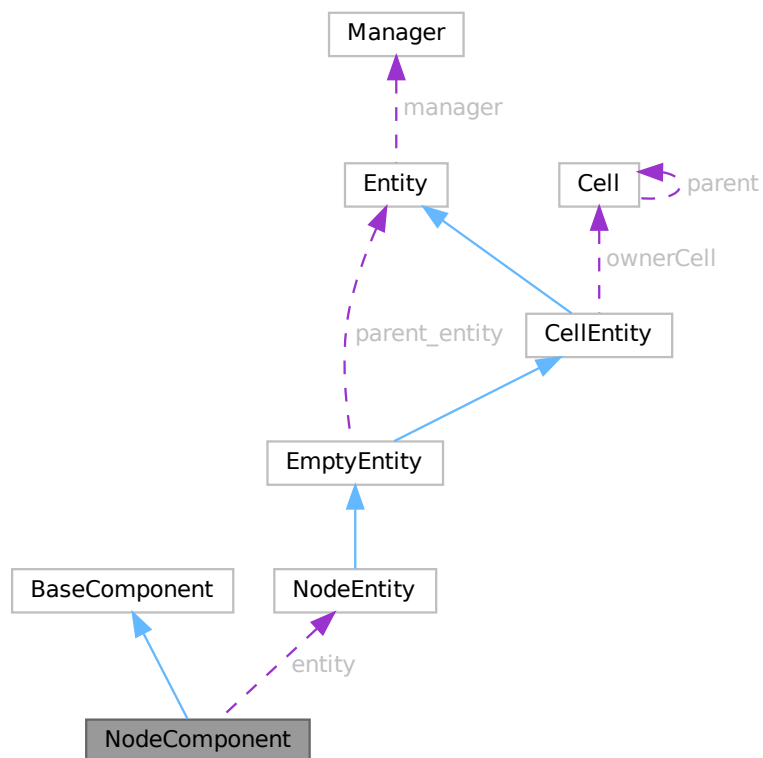 Manager
manager
Entity
Cell
parent
ownerCell
parent_entity
CellEntity
EmptyEntity
BaseComponent
NodeEntity
entity
NodeComponent